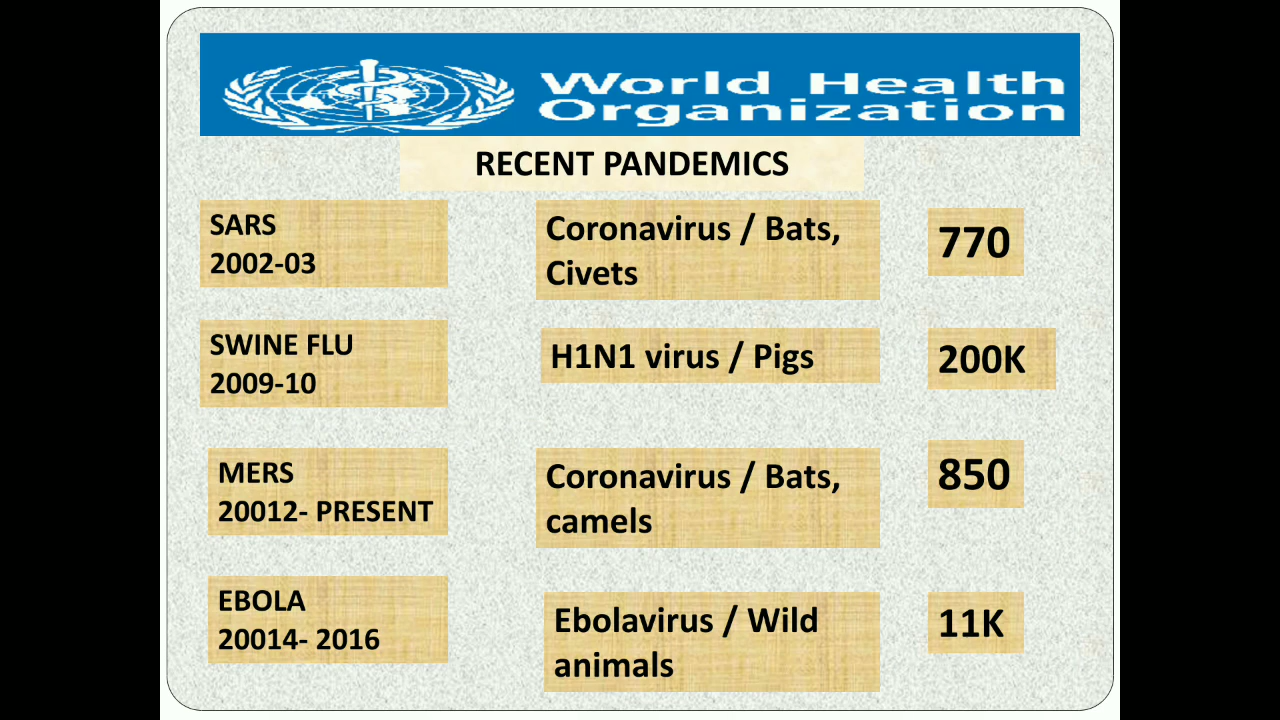 World Health
Organization
RECENT PANDEMICS
SARS
2002-03
Coronavirus / Bats,
Civets
770
SWINE FLU
2009-10
H1N1 virus / Pigs
200K
MERS
20012- PRESENT
Coronavirus / Bats,
camels
850
EBOLA
20014- 2016
Ebolavirus / Wild
animals
11K